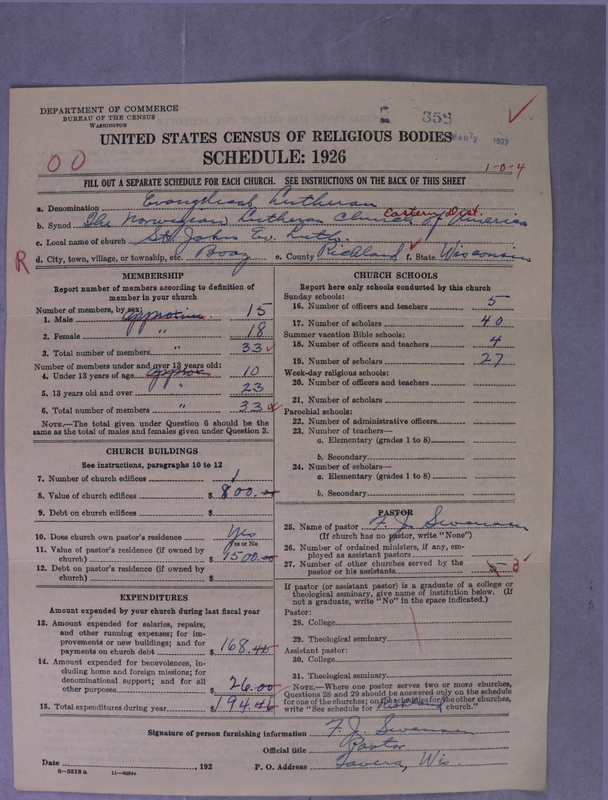 DEPARTMENT OF COMMERCE
BUREAU OF THE CENSUS
WASHINGTON
358
MAR 22 1927
UNITED STATES CENSUS OF RELIGIOUS BODIES
SCHEDULE: 1926
00
1-0-4
FILL OUT A SEPARATE SCHEDULE FOR EACH CHURCH. SEE INSTRUCTIONS ON THE BACK OF THIS SHEET
a. Denomination Evangelical Lutheran
Eastern Dist.
b. Synod The Norwegian Lutheran Church of America
c. Local name of church St. Johns Ev. Luth.
R d. City, town, village, or township, etc. Boaz e. County Richland f. State Wisconsin
MEMBERSHIP
Report number of members according to definition of
member in your church
Number of members, by sex:
1. Male 15
2. Female " 18
3. Total number of members " 33
Number of members under and over 13 years old:
4. Under 13 years of age 10
5. 13 years old and over " 23
6. Total number of members " 33
NOTE.—The total given under Question 6 should be
same as the total of males and females given under Question 3.
CHURCH BUILDINGS
See instructions, paragraphs 10 to 12
7. Number of church edifices 1
8. Value of church edifices $ 800.00
9. Debt on church edifices $
10. Does church own pastor's residence? Yes
Yes or No
11. Value of pastor's residence (if owned by
church) $ 1500.00
12. Debt on pastor's residence (if owned by
church) $
EXPENDITURES
Amount expended by your church during last fiscal year
13. Amount expended for salaries, repairs,
and other running expenses; for im-
provements or new buildings; and for
payments on church debt $ 168.46
14. Amount expended for benevolences, in-
cluding home and foreign missions; for
denominational support; and for all
other purposes $ 26.00
15. Total expenditures during year $ 194.46
CHURCH SCHOOLS
Report here only schools conducted by this church
Sunday schools:
16. Number of officers and teachers 5
17. Number of scholars 40
Summer vacation Bible schools:
18. Number of officers and teachers 4
19. Number of scholars 27
Week-day religious schools:
20. Number of officers and teachers
21. Number of scholars
Parochial schools:
22. Number of administrative officers
23. Number of teachers—
a. Elementary (grades 1 to 8)
b. Secondary
24. Number of scholars—
a. Elementary (grades 1 to 8)
b. Secondary
PASTOR
25. Name of pastor F. J. Swenson
(If church has no pastor, write "None")
26. Number of ordained ministers, if any, em-
ployed as assistant pastors
27. Number of other churches served by the
pastor or his assistants
If pastor (or assistant pastor) is a graduate of a college or
theological seminary, give name of institution below. (If
not a graduate, write "No" in the space indicated.)
Pastor:
28. College
29. Theological seminary
Assistant pastor:
30. College
31. Theological seminary
NOTE.—Where one pastor serves two or more churches,
Questions 28 and 29 should be answered only on the schedule
for one of the churches; on the schedules for the other churches,
write "See schedule for Richland church."
Signature of person furnishing information F. J. Swenson
Official title Pastor
Date , 192 P. O. Address Wis.
8-5518 a